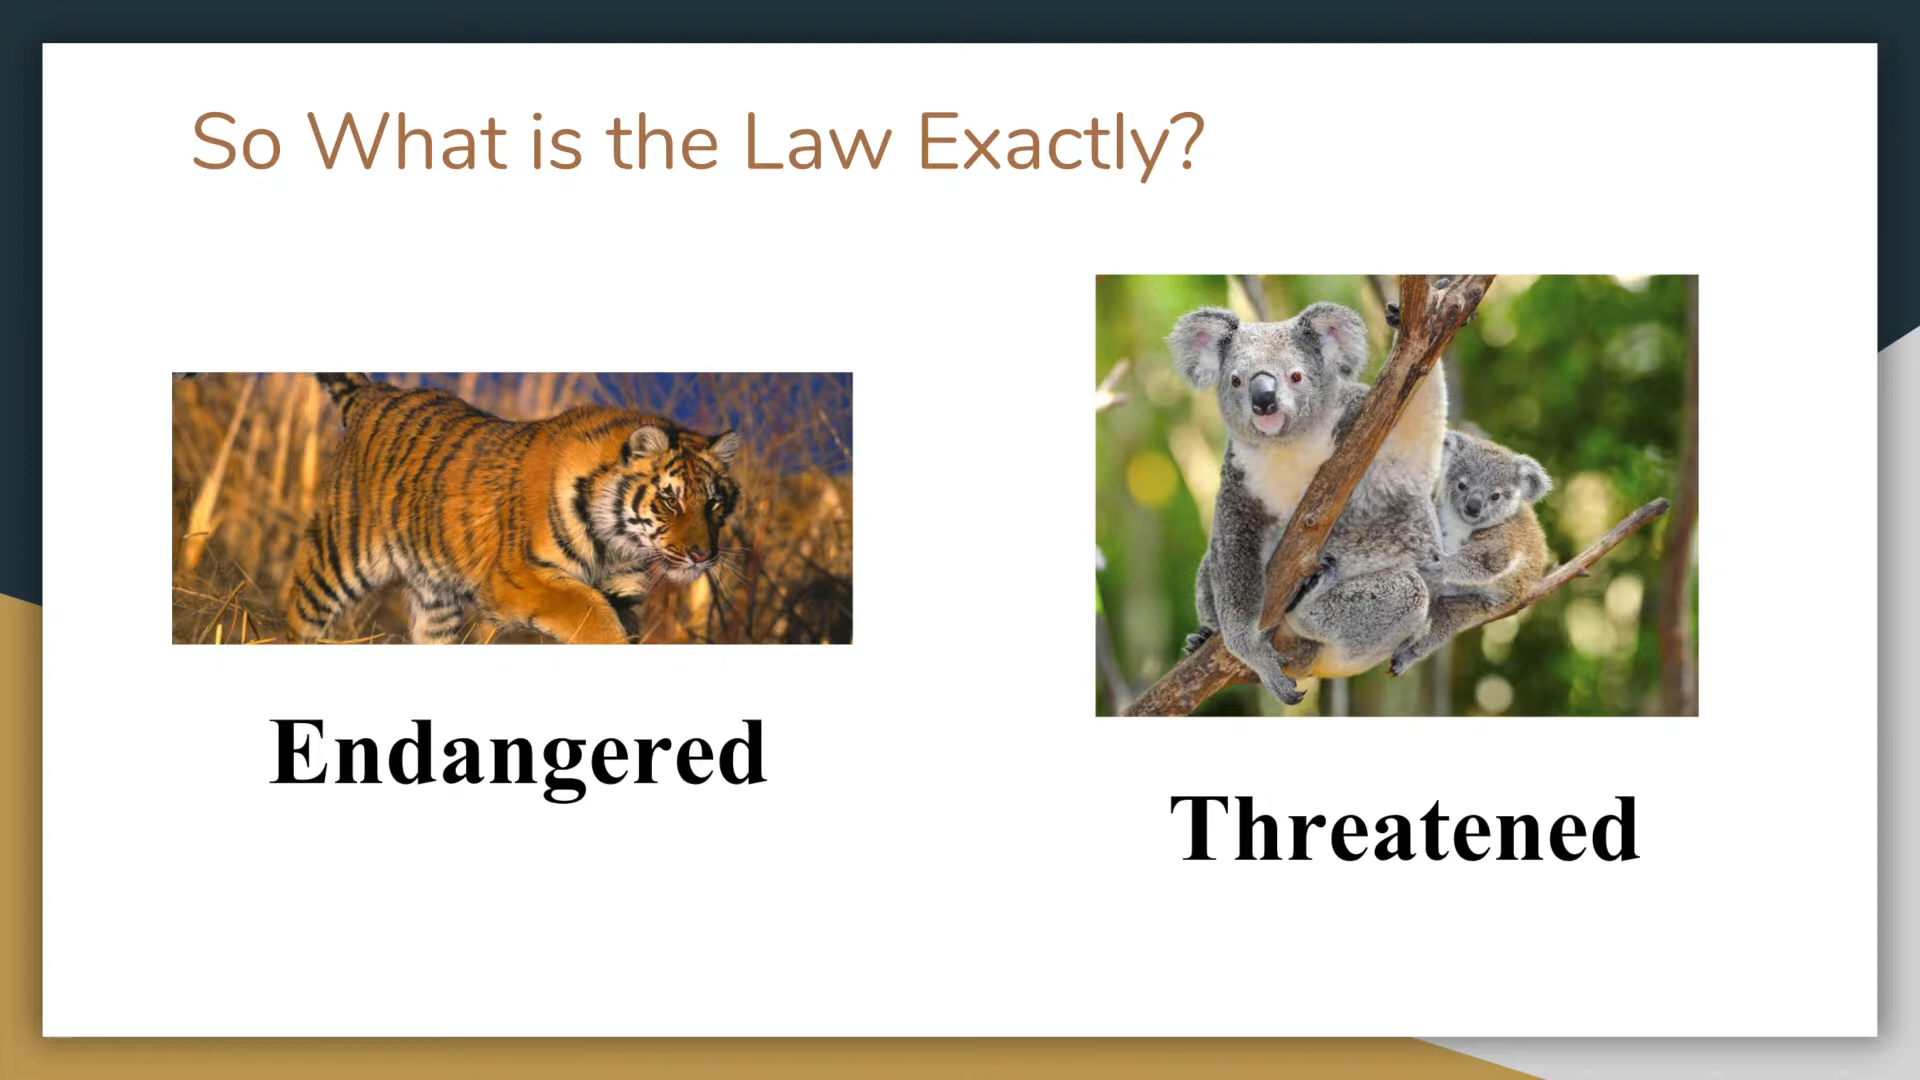 So What is the Law Exactly?
Endangered
Threatened